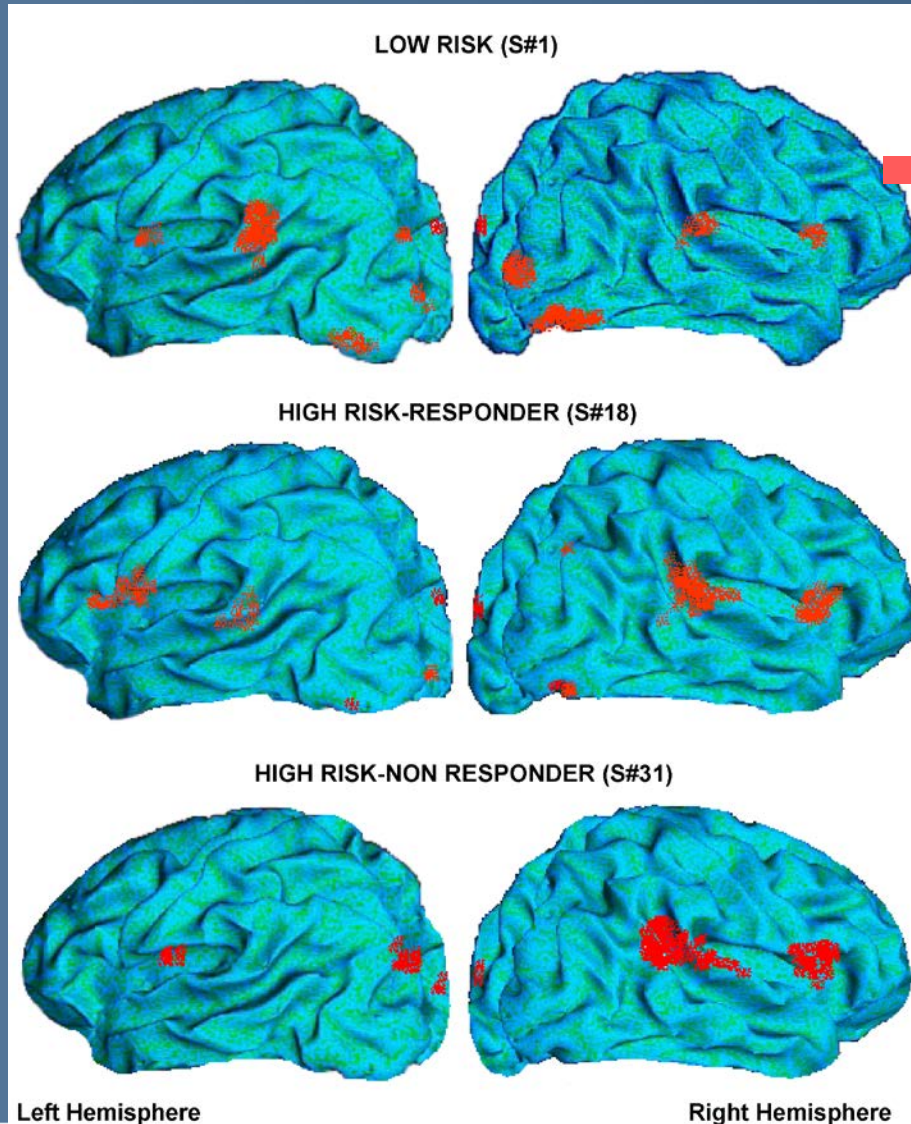 LOW RISK (S#1)
HIGH RISK-RESPONDER (S#18)
HIGH RISK-NON RESPONDER (S#31)
Left Hemisphere
Right Hemisphere